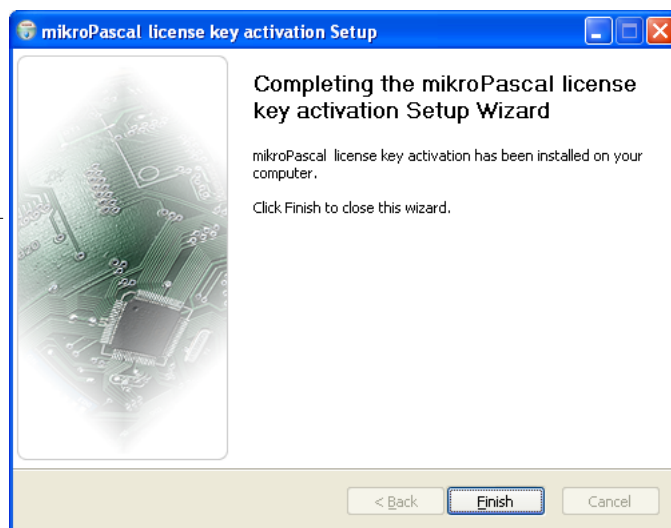 mikroPascal license key activation Setup
Completing the mikroPascal license
key activation Setup Wizard
mikroPascal license key activation has been installed on your
computer.
Click Finish to close this wizard.
< Back
Finish
Cancel